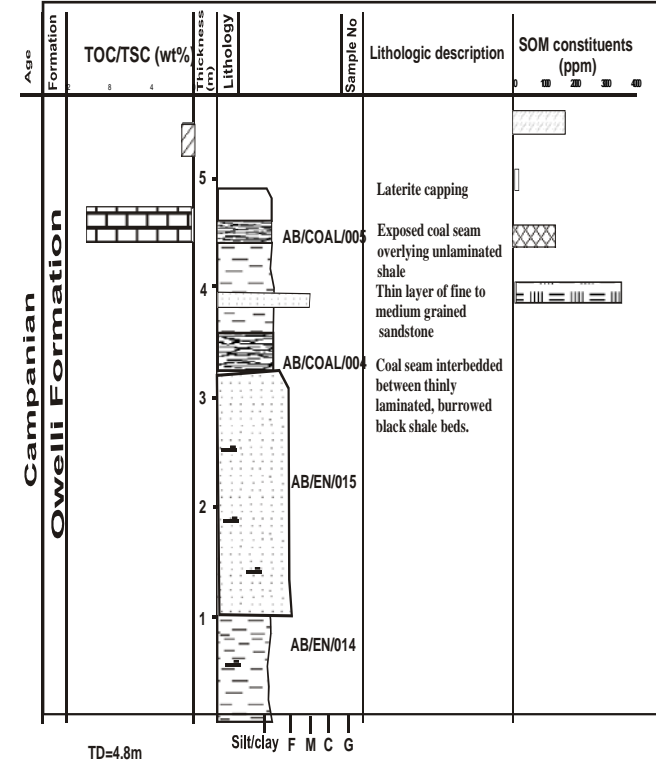 Age
Formation
TOC/TSC (wt%)
Thickness
(m)
Lithology
Sample No
Lithologic description
SOM constituents
(ppm)
2 8 4
0 100 200 300 400
Campanian
Owelli Formation
5
4
3
2
1
AB/COAL/005
AB/COAL/004
AB/EN/015
AB/EN/014
Laterite capping
Exposed coal seam
overlying unlaminated
shale
Thin layer of fine to
medium grained
sandstone
Coal seam interbedded
between thinly
laminated, burrowed
black shale beds.
Silt/clay F M C G
TD=4.8m